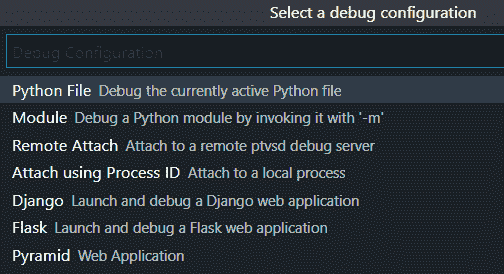 Select a debug configuration
Debug Configuration
Python File Debug the currently active Python file
Module Debug a Python module by invoking it with '-m'
Remote Attach Attach to a remote ptvsd debug server
Attach using Process ID Attach to a local process
Django Launch and debug a Django web application
Flask Launch and debug a Flask web application
Pyramid Web Application